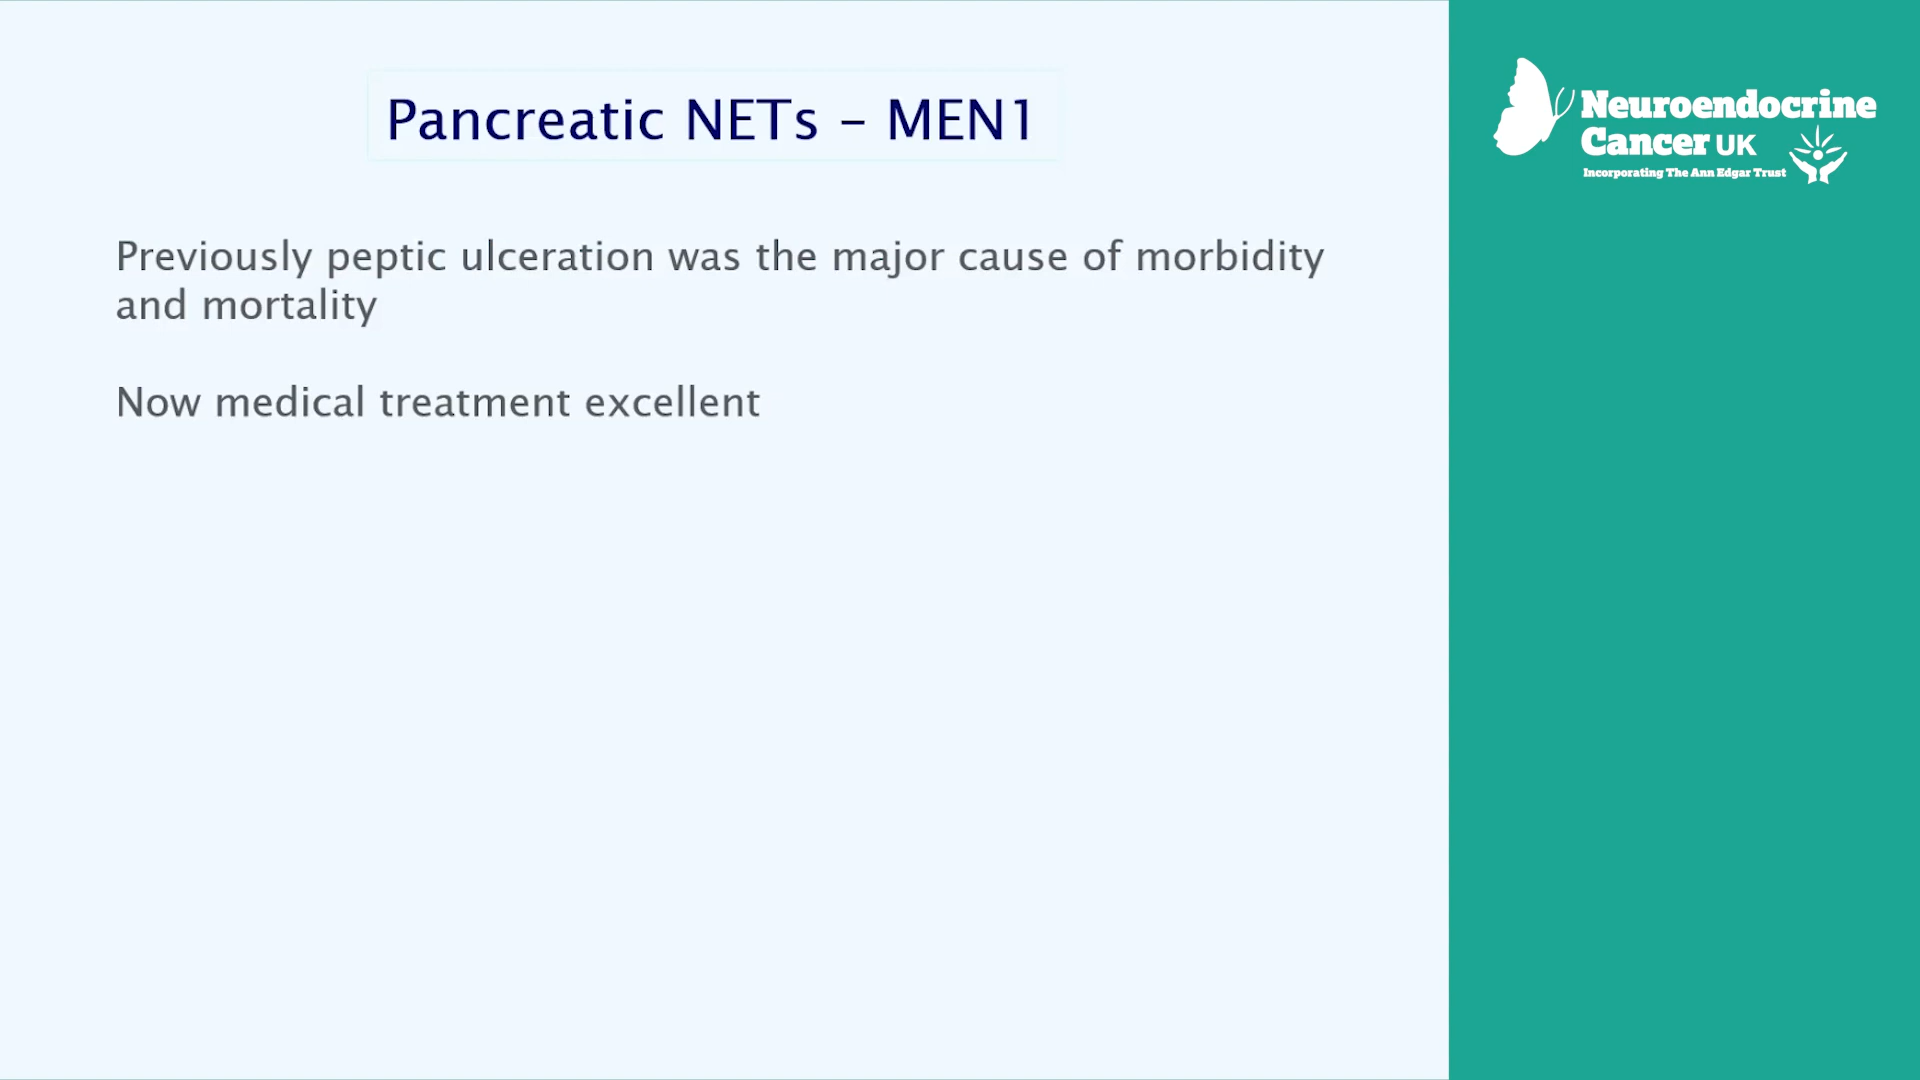 Pancreatic NETs – MEN1
Previously peptic ulceration was the major cause of morbidity
and mortality
Now medical treatment excellent
Neuroendocrine
Cancer UK
Incorporating The Ann Edgar Trust